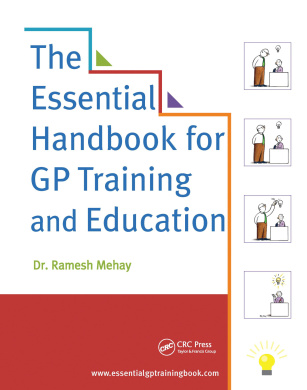 The
Essential
Handbook for
GP Training
and Education
Dr. Ramesh Mehay
CRC Press
Taylor & Francis Group
www.essentialgptrainingbook.com